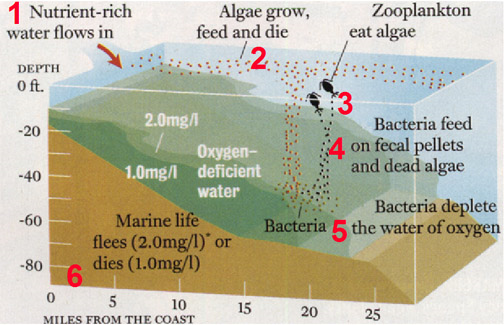 1 Nutrient-rich
water flows in
Algae grow,
feed and die
2
Zooplankton
eat algae
3
DEPTH
0 ft.
-20
-40
-60
-80
2.0mg/l
1.0mg/l
Oxygen-
deficient
water
4
Bacteria feed
on fecal pellets
and dead algae
Bacteria
5
Bacteria deplete
the water of oxygen
Marine life
flees (2.0mg/l)* or
dies (1.0mg/l)
6
0 5 10 15 20 25
MILES FROM THE COAST